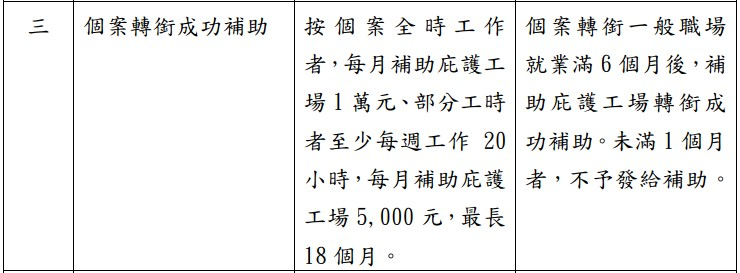 三
個案轉銜成功補助
按個案全時工作
者，每月補助庇護工
場1萬元、部分工時
者至少每週工作 20
小時，每月補助庇護
工場5,000元，最長
18個月。
個案轉銜一般職場
就業滿6個月後，補
助庇護工場轉銜成
功補助。未滿1個月
者，不予發給補助。